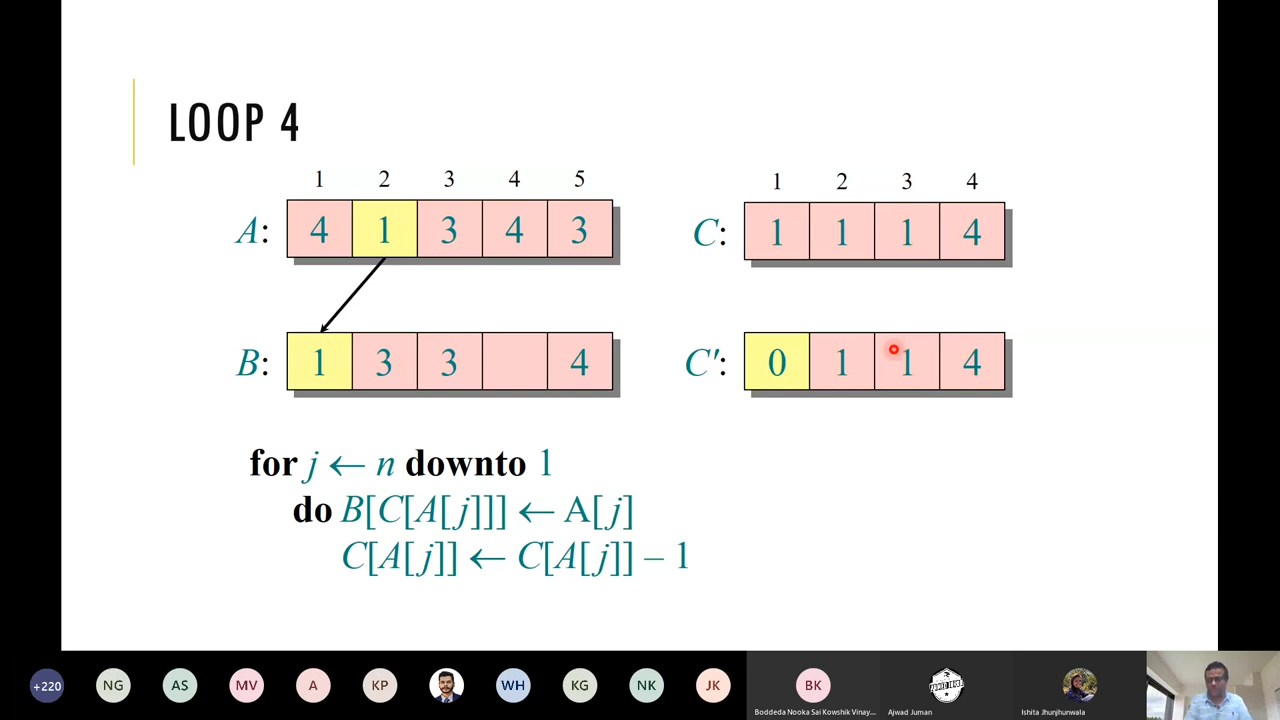 LOOP 4
1 2 3 4 5
A: 4 1 3 4 3
B: 1 3 3 4
1 2 3 4
C: 1 1 1 4
C': 0 1 1 4
for j ← n downto 1
do B[C[A[j]]] ← A[j]
C[A[j]] ← C[A[j]] – 1
+220
NG
AS
MV
A
KP
WH
KG
NK
JK
BK
Boddeda Nooka Sai Kowshik Vinay...
Ajwad Juman
Ishita Jhunjhunwala